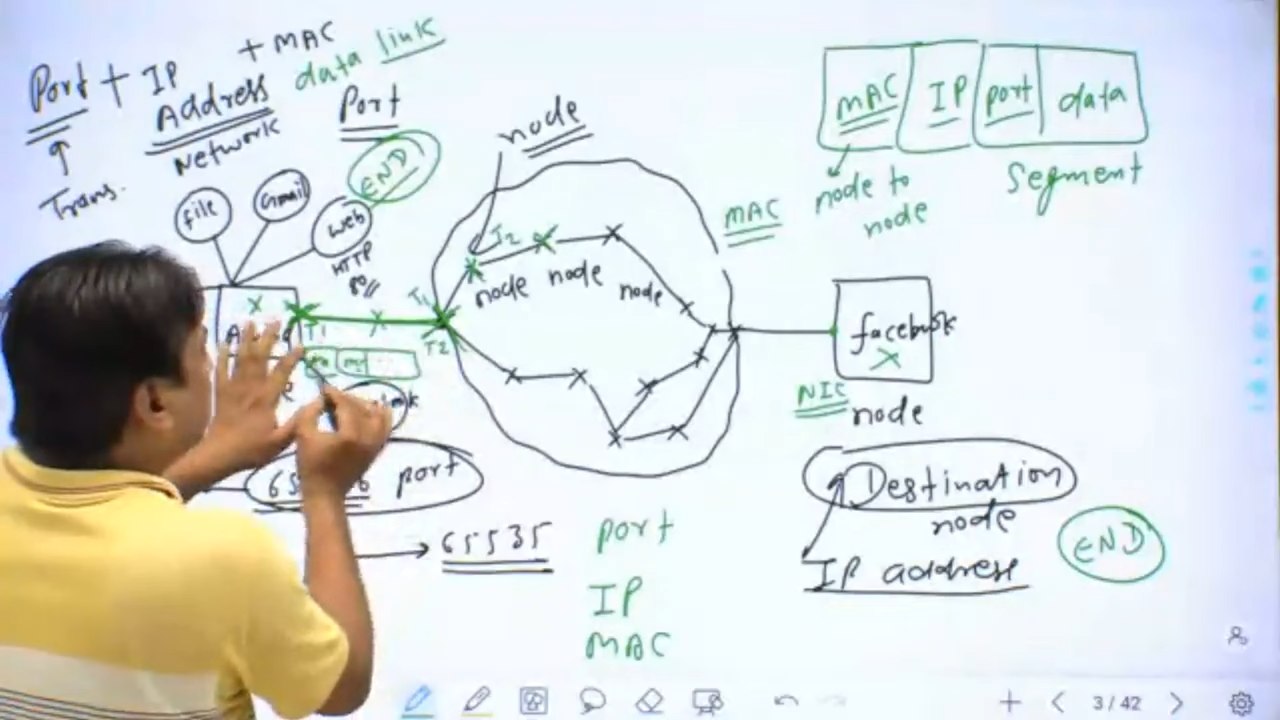 + MAC
Port + IP
Address
data link
Network
Trans.
Port
END
file
Gmail
Web
HTTP
80
node
T2
node
node
node
T1
T1
T2
MAC
MAC
IP
port
data
node to
node
Segment
facebook
NIC
node
port
65535
port
IP
MAC
Destination
node
IP address
END
3 / 42